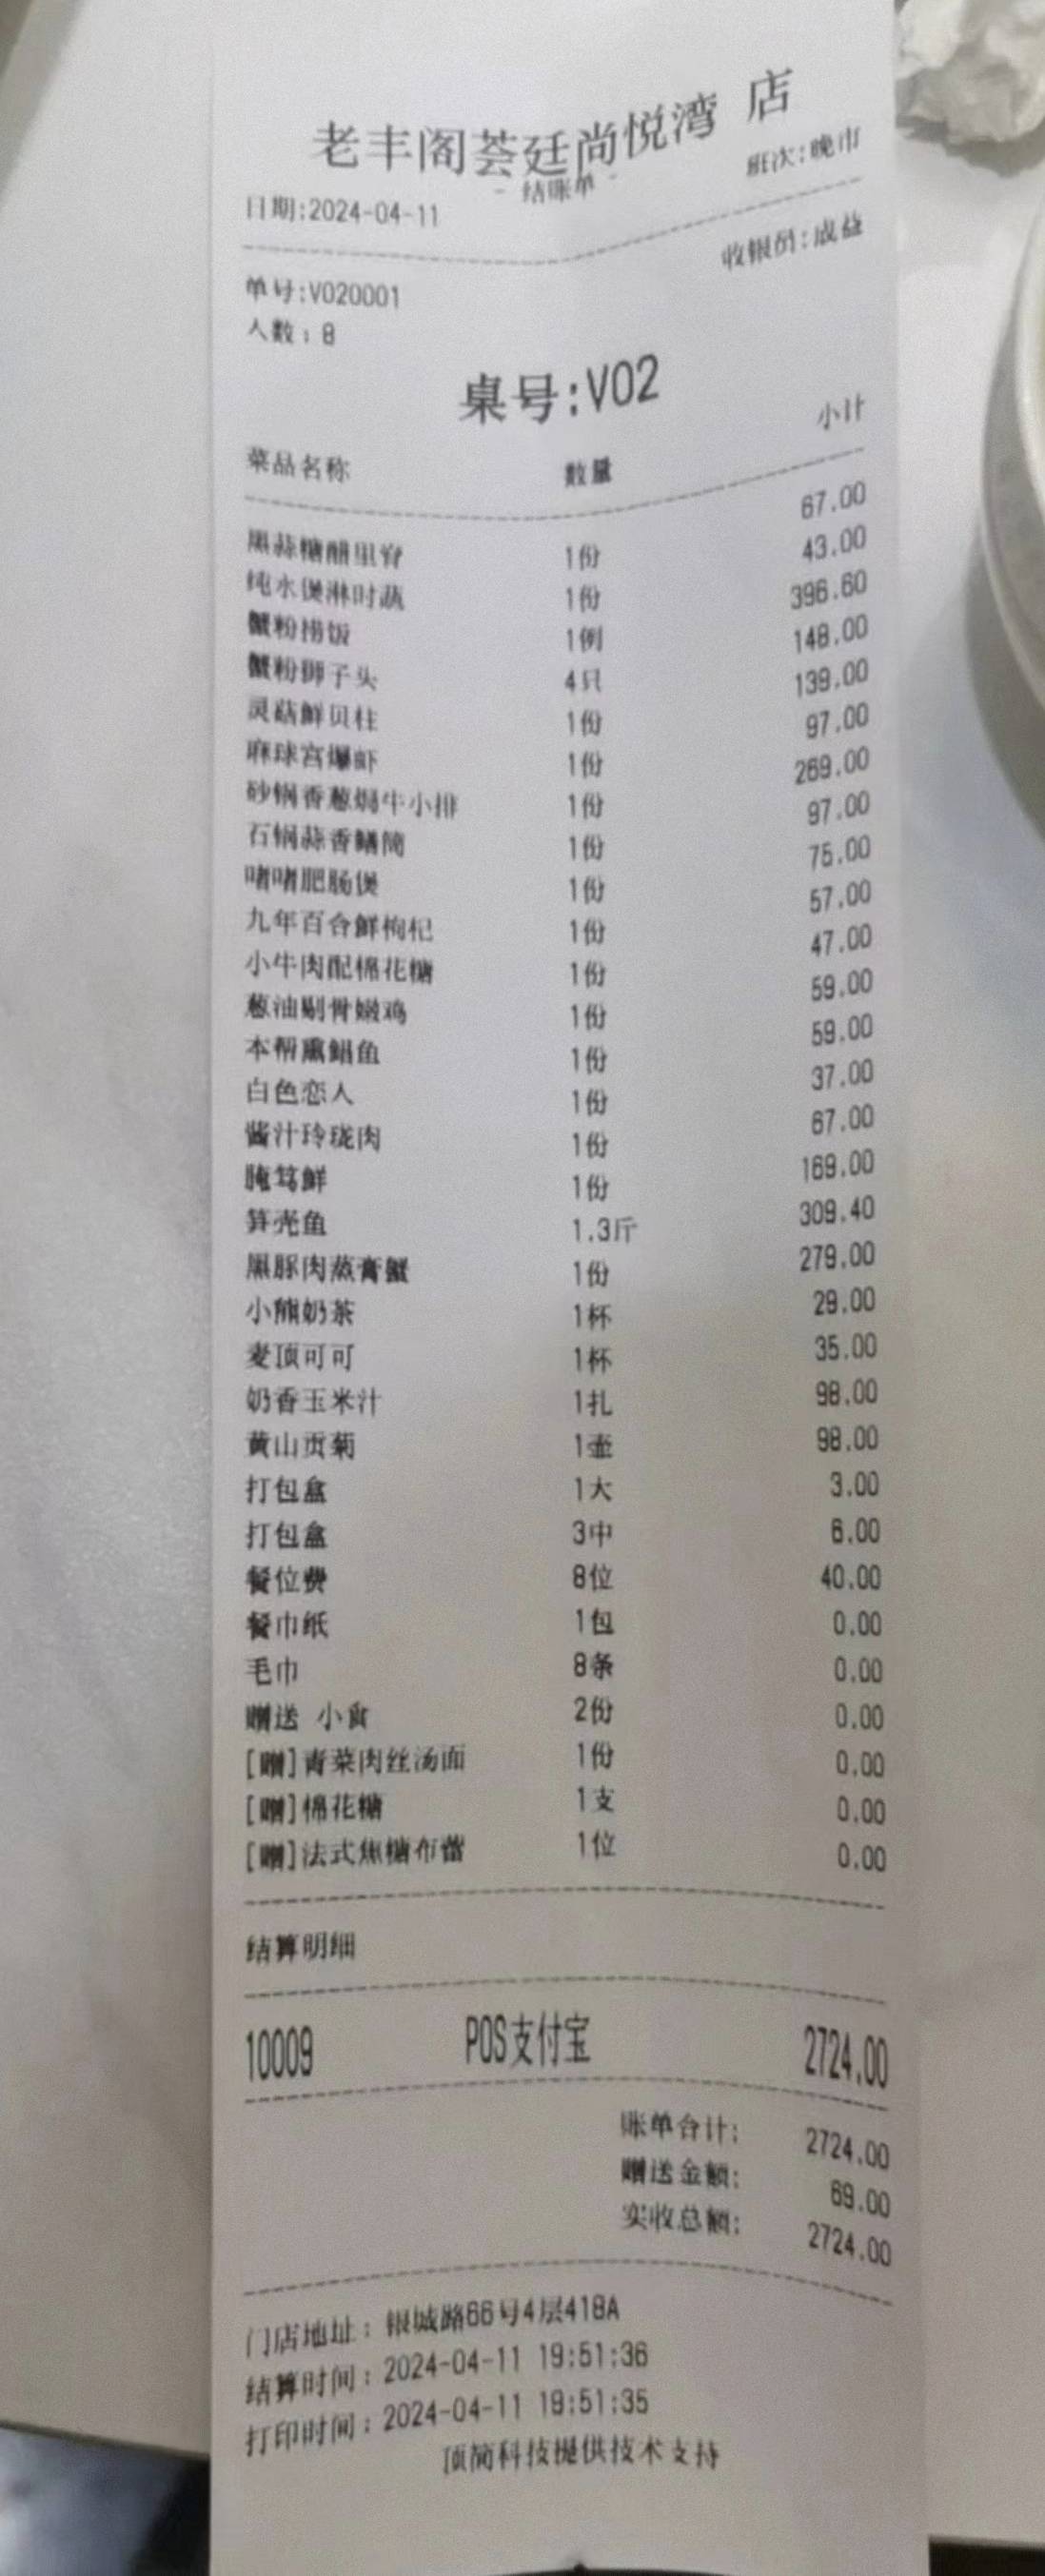 老丰阁荟廷尚悦湾 店
- 结账单 -
日期:2024-04-11 班次:晚市
单号:V020001 收银员:成益
人数:8
桌号:V02
菜品名称 数量 小计
黑蒜糖醋里脊 1份 67.00
纯水煲淋时蔬 1份 43.00
蟹粉捞饭 1例 396.60
蟹粉狮子头 4只 148.00
灵菇鲜贝柱 1份 139.00
麻球宫爆虾 1份 97.00
砂锅香葱焗牛小排 1份 269.00
石锅蒜香鳝筒 1份 97.00
啫啫肥肠煲 1份 75.00
九年百合鲜枸杞 1份 57.00
小牛肉配棉花糖 1份 47.00
葱油剔骨嫩鸡 1份 59.00
本帮熏鲳鱼 1份 59.00
白色恋人 1份 37.00
酱汁玲珑肉 1份 67.00
腌笃鲜 1份 169.00
笋壳鱼 1.3斤 309.40
黑豚肉蒸膏蟹 1份 279.00
小熊奶茶 1杯 29.00
麦顶可可 1杯 35.00
奶香玉米汁 1扎 98.00
黄山贡菊 1壶 98.00
打包盒 1大 3.00
打包盒 3中 6.00
餐位费 8位 40.00
餐巾纸 1包 0.00
毛巾 8条 0.00
赠送 小食 2份 0.00
[赠]青菜肉丝汤面 1份 0.00
[赠]棉花糖 1支 0.00
[赠]法式焦糖布蕾 1位 0.00
结算明细
10009 POS支付宝 2724.00
账单合计: 2724.00
赠送金额: 69.00
实收总额: 2724.00
门店地址:银城路66号4层418A
结算时间:2024-04-11 19:51:36
打印时间:2024-04-11 19:51:35
顶简科技提供技术支持